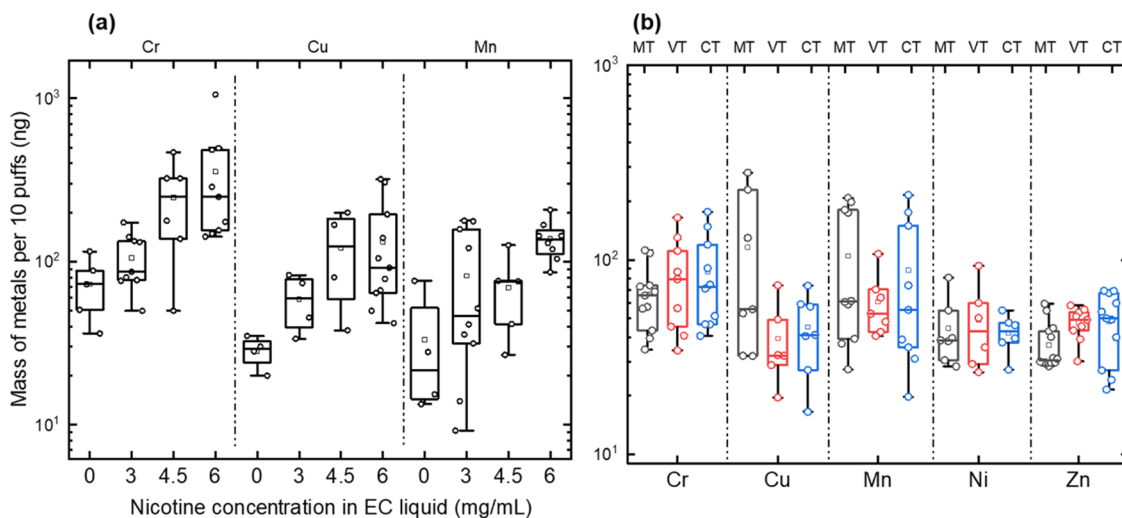 (a)
(b)
Cr Cu Mn
MT VT CT MT VT CT MT VT CT MT VT CT MT VT CT
Mass of metals per 10 puffs (ng)
10³
10²
10¹
0 3 4.5 6 0 3 4.5 6 0 3 4.5 6
Nicotine concentration in EC liquid (mg/mL)
10³
10²
10¹
Cr Cu Mn Ni Zn